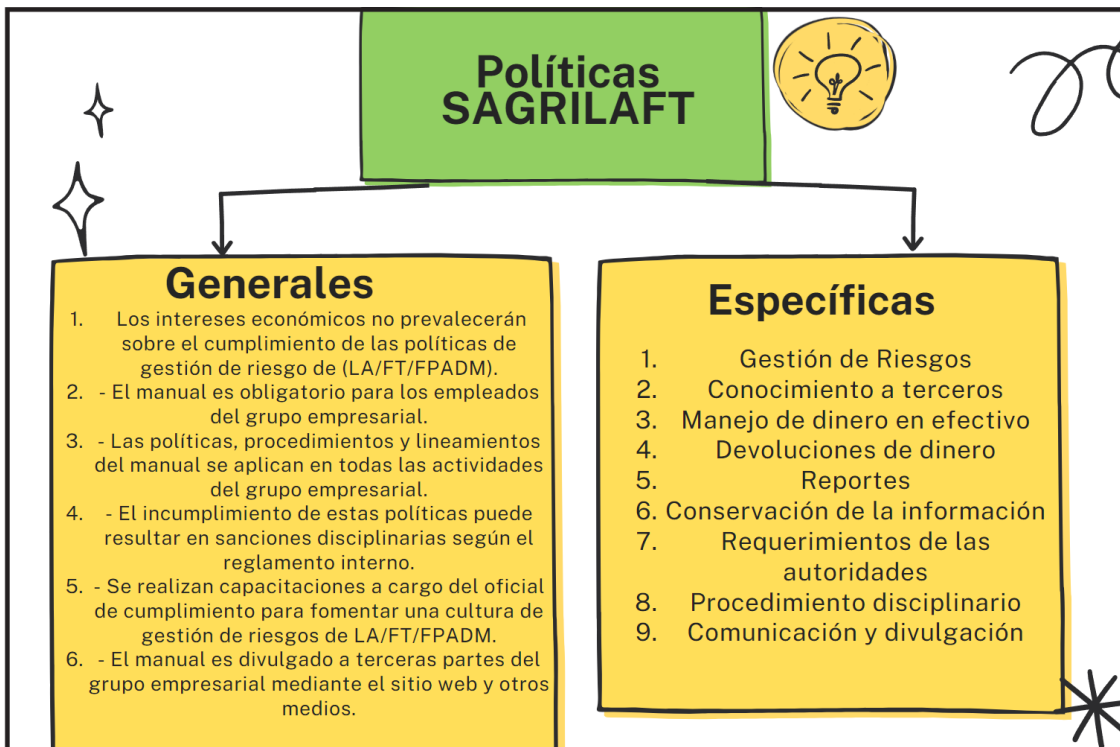 Políticas
SAGRILAFT
Generales
1. Los intereses económicos no prevalecerán
sobre el cumplimiento de las políticas de
gestión de riesgo de (LA/FT/FPADM).
2. - El manual es obligatorio para los empleados
del grupo empresarial.
3. - Las políticas, procedimientos y lineamientos
del manual se aplican en todas las actividades
del grupo empresarial.
4. - El incumplimiento de estas políticas puede
resultar en sanciones disciplinarias según el
reglamento interno.
5. - Se realizan capacitaciones a cargo del oficial
de cumplimiento para fomentar una cultura de
gestión de riesgos de LA/FT/FPADM.
6. - El manual es divulgado a terceras partes del
grupo empresarial mediante el sitio web y otros
medios.
Específicas
1. Gestión de Riesgos
2. Conocimiento a terceros
3. Manejo de dinero en efectivo
4. Devoluciones de dinero
5. Reportes
6. Conservación de la información
7. Requerimientos de las
autoridades
8. Procedimiento disciplinario
9. Comunicación y divulgación